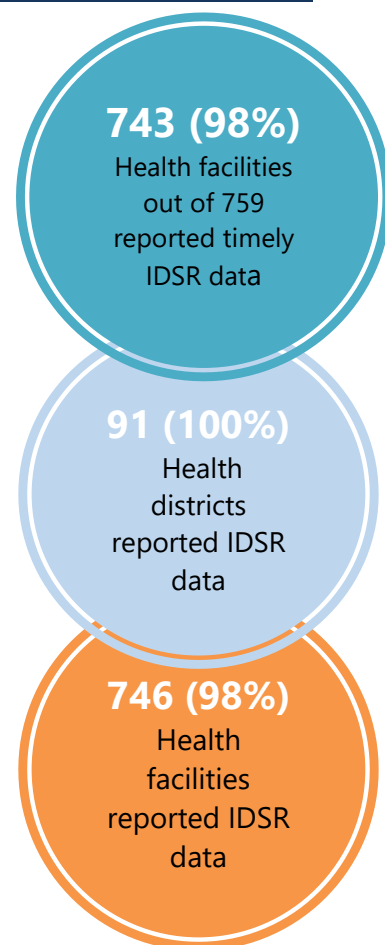 743 (98%)
Health facilities
out of 759
reported timely
IDSR data
91 (100%)
Health
districts
reported IDSR
data
746 (98%)
Health
facilities
reported IDSR
data